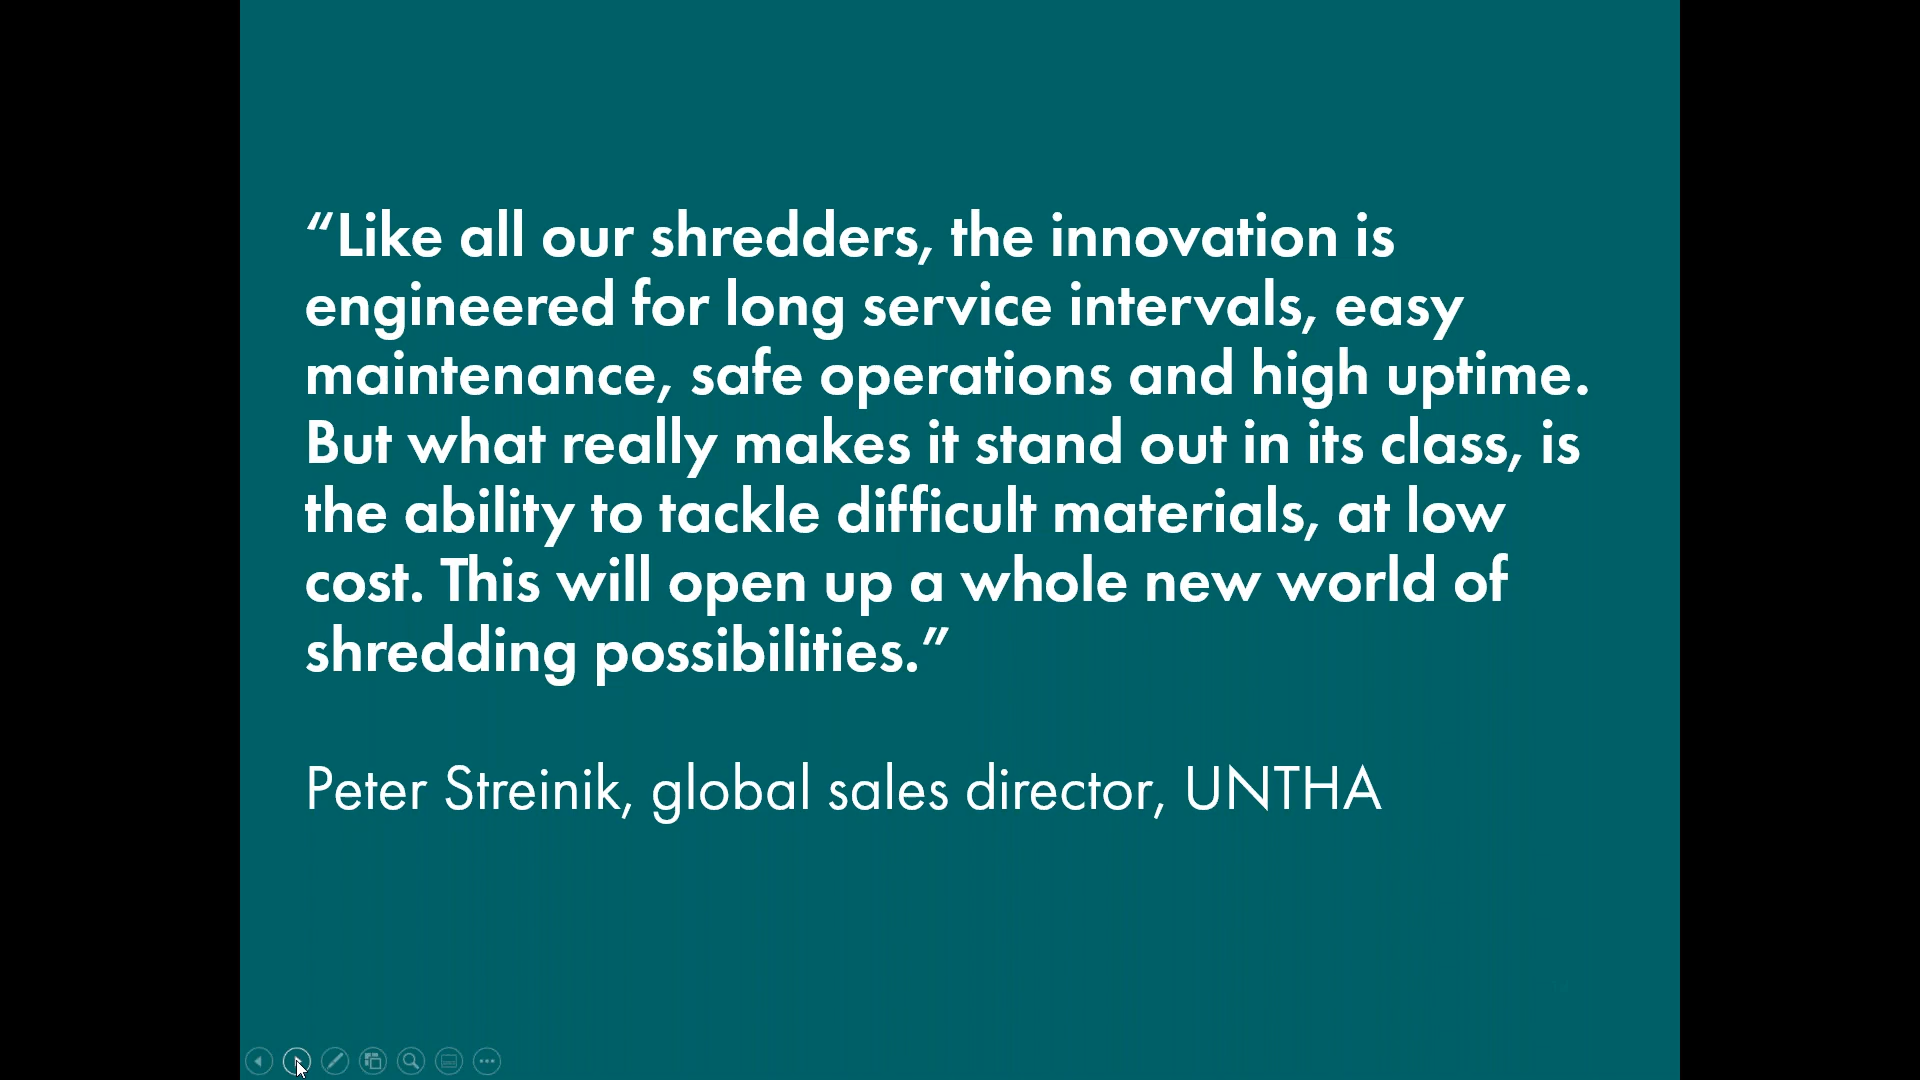 “Like all our shredders, the innovation is
engineered for long service intervals, easy
maintenance, safe operations and high uptime.
But what really makes it stand out in its class, is
the ability to tackle difficult materials, at low
cost. This will open up a whole new world of
shredding possibilities.”
Peter Streinik, global sales director, UNTHA